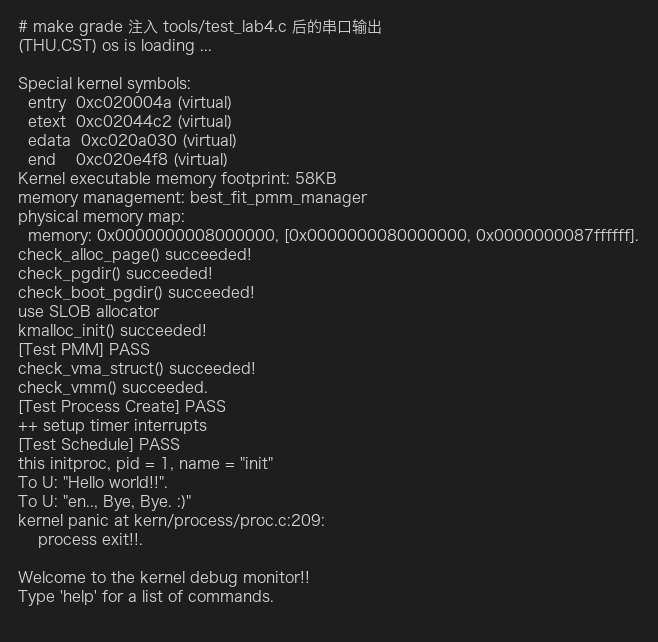 # make grade 注入 tools/test_lab4.c 后的串口输出
(THU.CST) os is loading ...

Special kernel symbols:
  entry  0xc020004a (virtual)
  etext  0xc02044c2 (virtual)
  edata  0xc020a030 (virtual)
  end    0xc020e4f8 (virtual)
Kernel executable memory footprint: 58KB
memory management: best_fit_pmm_manager
physical memory map:
  memory: 0x0000000008000000, [0x0000000080000000, 0x0000000087ffffff].
check_alloc_page() succeeded!
check_pgdir() succeeded!
check_boot_pgdir() succeeded!
use SLOB allocator
kmalloc_init() succeeded!
[Test PMM] PASS
check_vma_struct() succeeded!
check_vmm() succeeded.
[Test Process Create] PASS
++ setup timer interrupts
[Test Schedule] PASS
this initproc, pid = 1, name = "init"
To U: "Hello world!!".
To U: "en.., Bye, Bye. :)"
kernel panic at kern/process/proc.c:209:
    process exit!!.

Welcome to the kernel debug monitor!!
Type 'help' for a list of commands.